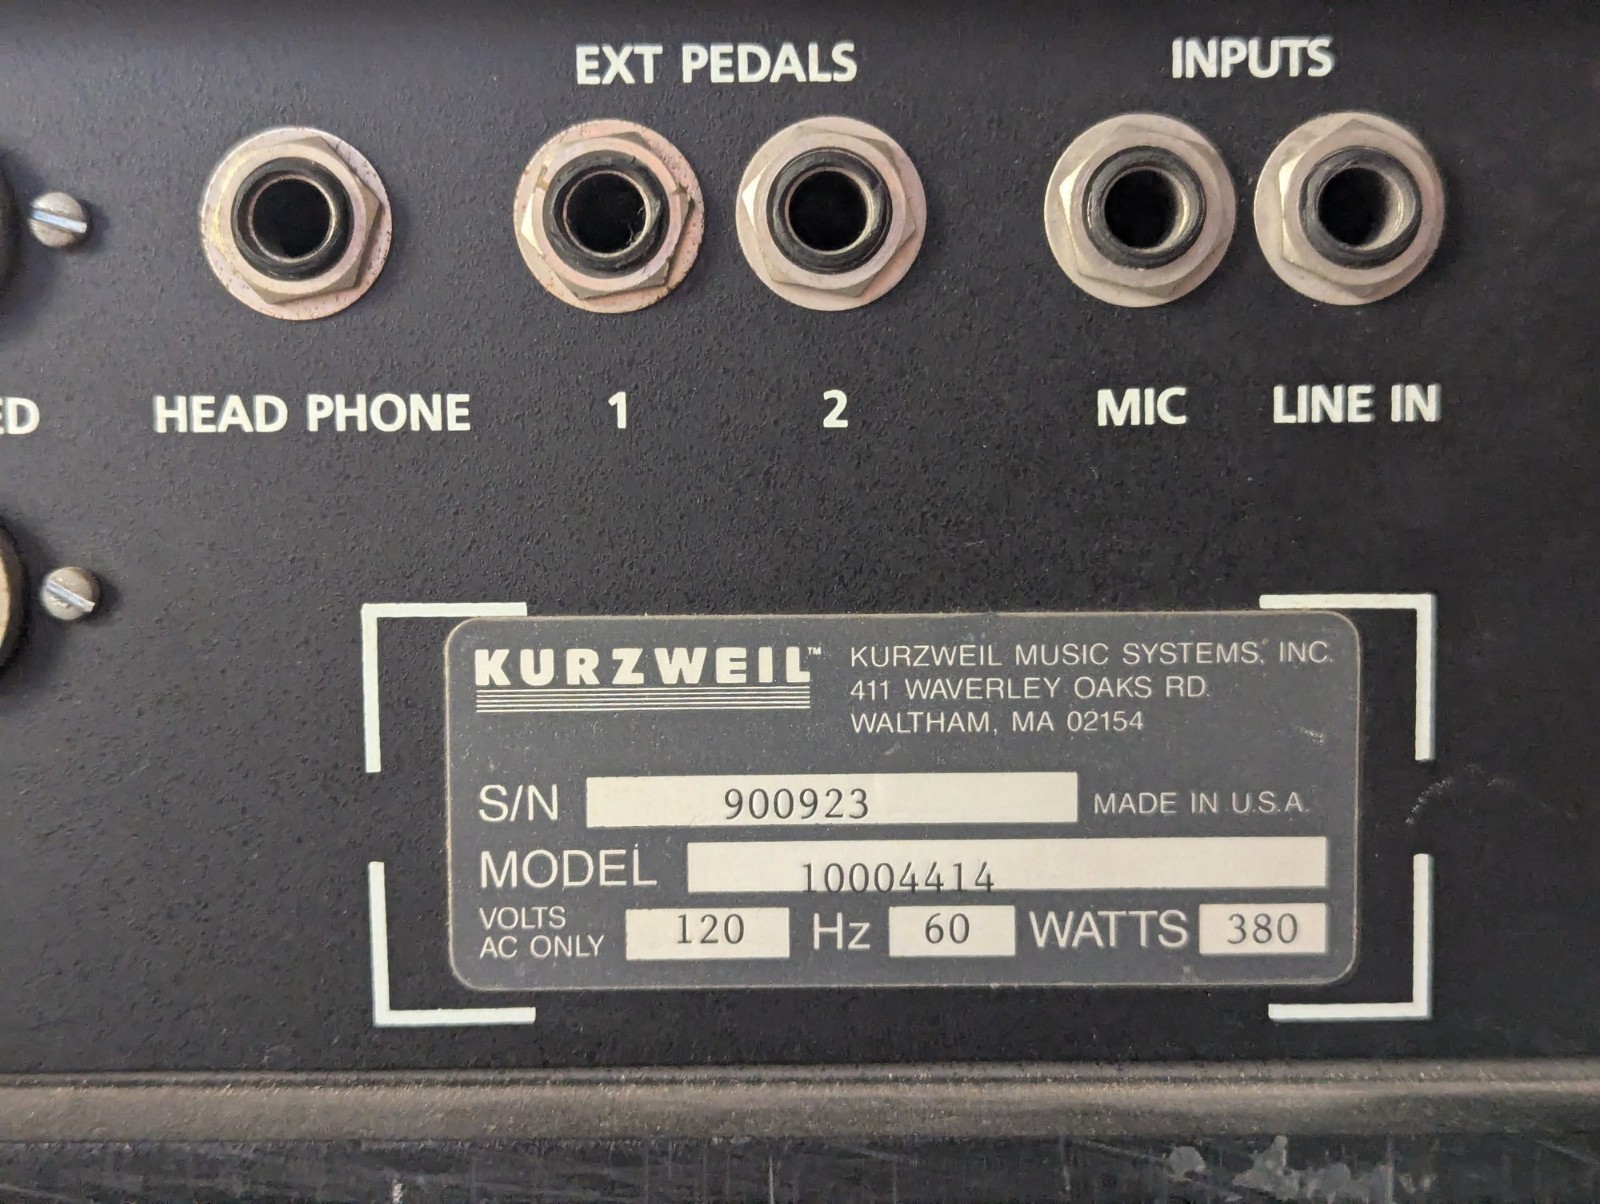 EXT PEDALS
INPUTS
ED
HEAD PHONE
1
2
MIC
LINE IN
KURZWEIL™
KURZWEIL MUSIC SYSTEMS, INC.
411 WAVERLEY OAKS RD.
WALTHAM, MA 02154
S/N 900923 MADE IN U.S.A.
MODEL 10004414
VOLTS
AC ONLY
120 Hz 60 WATTS 380